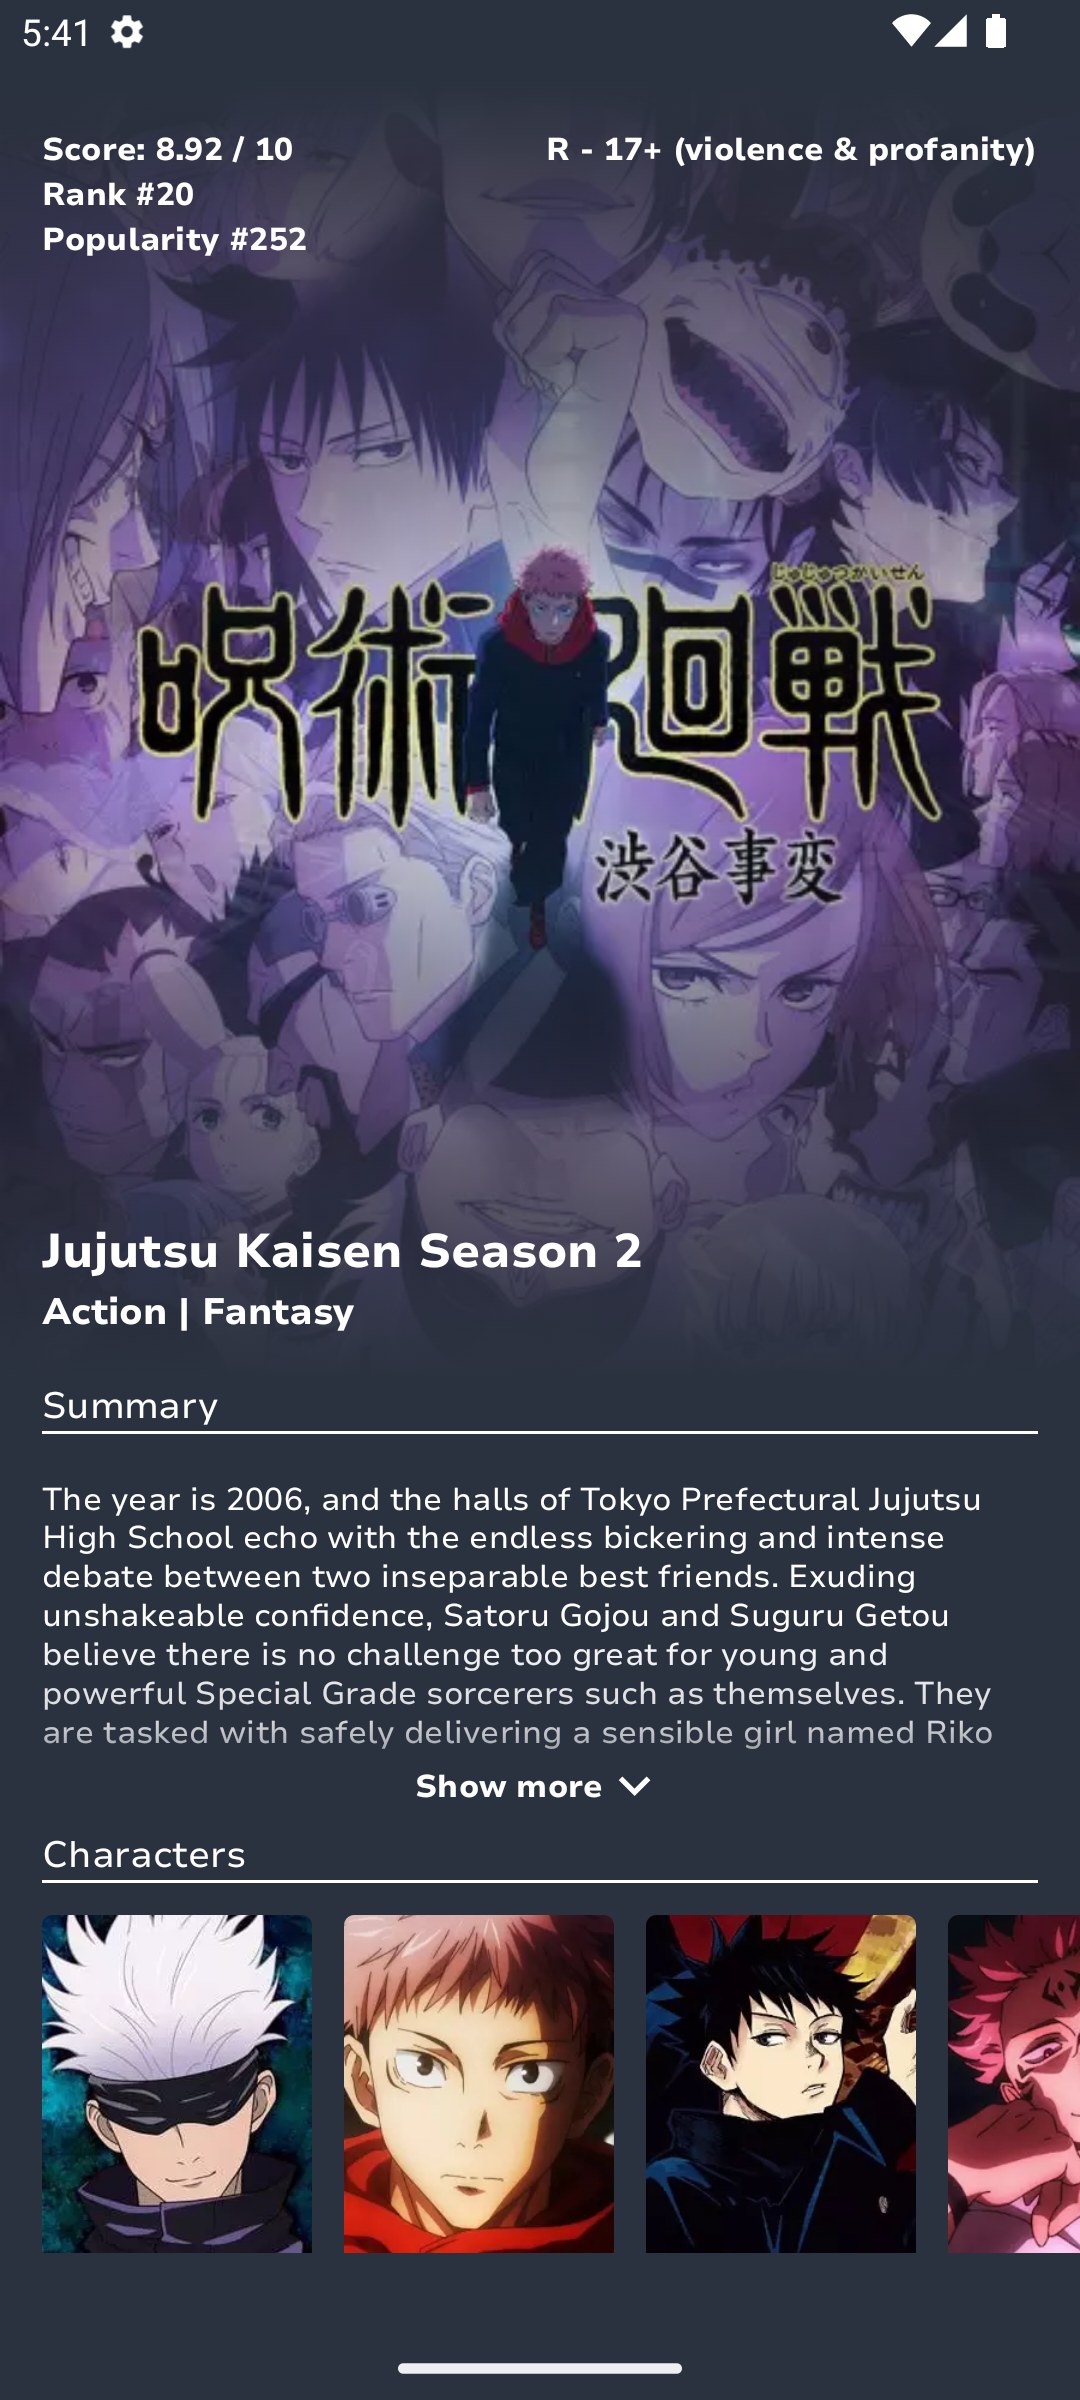 5:41
Score: 8.92 / 10
R - 17+ (violence & profanity)
Rank #20
Popularity #252
じゅじゅつかいせん
呪術廻戦
渋谷事変
Jujutsu Kaisen Season 2
Action | Fantasy
Summary
The year is 2006, and the halls of Tokyo Prefectural Jujutsu
High School echo with the endless bickering and intense
debate between two inseparable best friends. Exuding
unshakeable confidence, Satoru Gojou and Suguru Getou
believe there is no challenge too great for young and
powerful Special Grade sorcerers such as themselves. They
are tasked with safely delivering a sensible girl named Riko
Show more
Characters